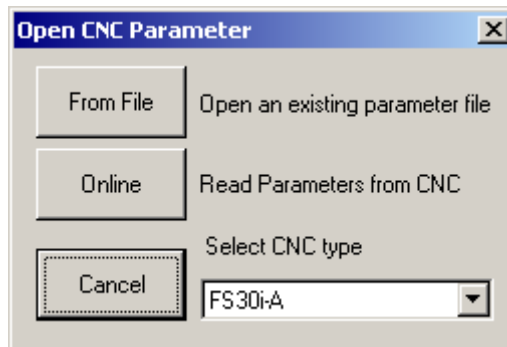 Open CNC Parameter
From File
Open an existing parameter file
Online
Read Parameters from CNC
Select CNC type
Cancel
FS30i-A